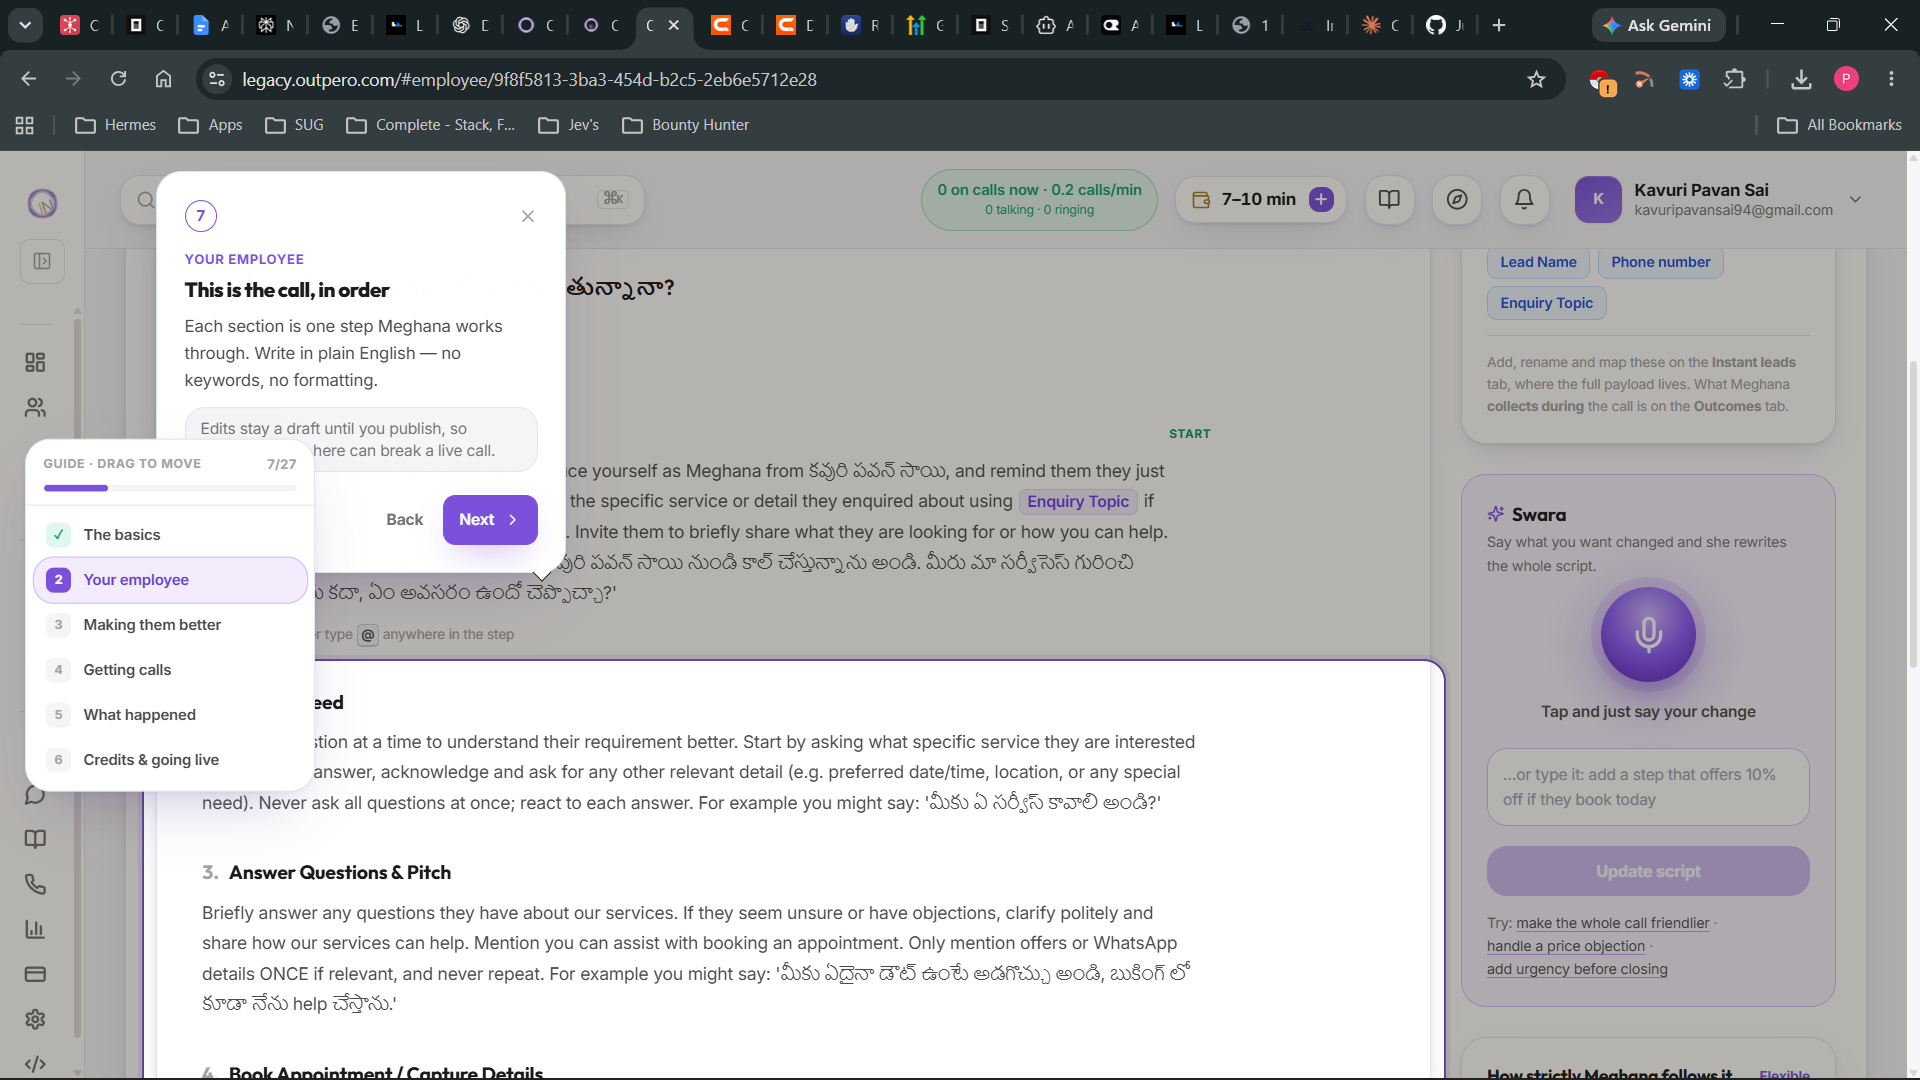 legacy.outpero.com/#employee/9f8f5813-3ba3-454d-b2c5-2eb6e5712e28
Ask Gemini
Hermes
Apps
SUG
Complete - Stack, F...
Jev's
Bounty Hunter
All Bookmarks
⌘K
0 on calls now · 0.2 calls/min
0 talking · 0 ringing
7–10 min
K
Kavuri Pavan Sai
kavuripavansai94@gmail.com
7
YOUR EMPLOYEE
This is the call, in order
Each section is one step Meghana works
through. Write in plain English — no
keywords, no formatting.
Edits stay a draft until you publish, so
here can break a live call.
Back
Next
GUIDE · DRAG TO MOVE
7/27
The basics
2 Your employee
3 Making them better
4 Getting calls
5 What happened
6 Credits & going live
తున్నానా?
START
ce yourself as Meghana from కవురి పవన్ సాయి, and remind them they just
the specific service or detail they enquired about using Enquiry Topic if
. Invite them to briefly share what they are looking for or how you can help.
వురి పవన్ సాయి నుండి కాల్ చేస్తున్నాను అండి. మీరు మా సర్వీసెస్ గురించి
కదా, ఏం అవసరం ఉందో చెప్పొచ్చా?'
type @ anywhere in the step
eed
stion at a time to understand their requirement better. Start by asking what specific service they are interested
answer, acknowledge and ask for any other relevant detail (e.g. preferred date/time, location, or any special
need). Never ask all questions at once; react to each answer. For example you might say: 'మీకు ఏ సర్వీస్ కావాలి అండి?'
3. Answer Questions & Pitch
Briefly answer any questions they have about our services. If they seem unsure or have objections, clarify politely and
share how our services can help. Mention you can assist with booking an appointment. Only mention offers or WhatsApp
details ONCE if relevant, and never repeat. For example you might say: 'మీకు ఏదైనా డౌట్ ఉంటే అడగొచ్చు అండి, బుకింగ్ లో
కూడా నేను help చేస్తాను.'
4. Book Appointment / Capture Details
Lead Name
Phone number
Enquiry Topic
Add, rename and map these on the Instant leads
tab, where the full payload lives. What Meghana
collects during the call is on the Outcomes tab.
Swara
Say what you want changed and she rewrites
the whole script.
Tap and just say your change
...or type it: add a step that offers 10%
off if they book today
Update script
Try: make the whole call friendlier ·
handle a price objection ·
add urgency before closing
How strictly Meghana follows it
Flexible